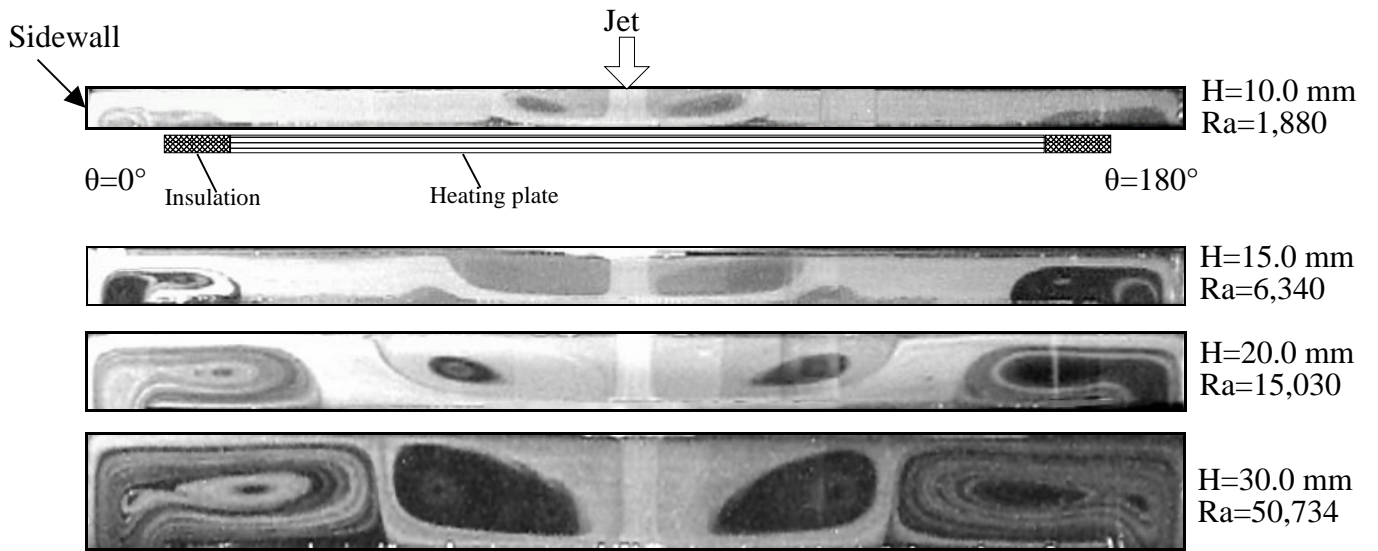 Jet
Sidewall
H=10.0 mm
Ra=1,880
θ=0°
Insulation
Heating plate
θ=180°
H=15.0 mm
Ra=6,340
H=20.0 mm
Ra=15,030
H=30.0 mm
Ra=50,734